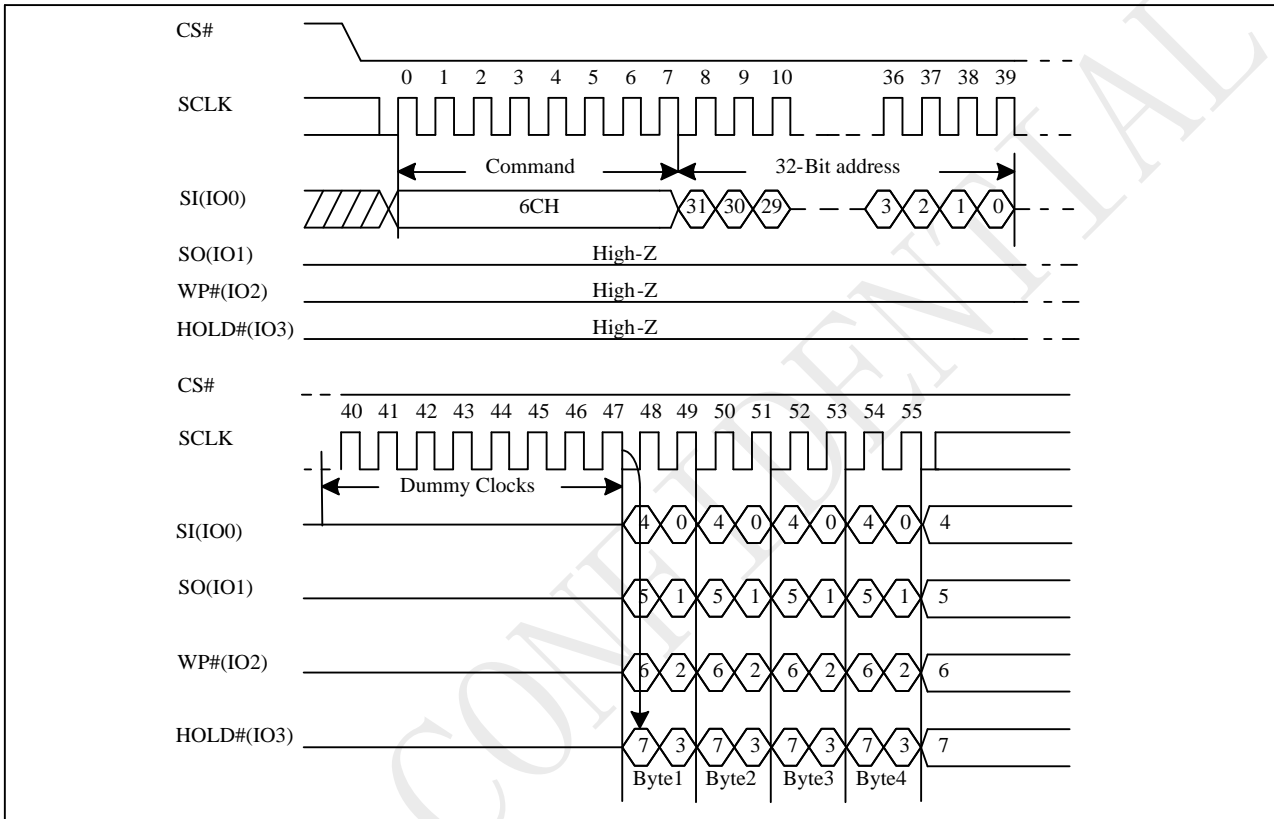 CS#
0 1 2 3 4 5 6 7 8 9 10 36 37 38 39
SCLK
Command 32-Bit address
SI(IO0) 6CH 31 30 29 3 2 1 0
SO(IO1) High-Z
WP#(IO2) High-Z
HOLD#(IO3) High-Z
CS#
40 41 42 43 44 45 46 47 48 49 50 51 52 53 54 55
SCLK
Dummy Clocks
SI(IO0) 4 0 4 0 4 0 4 0 4
SO(IO1) 5 1 5 1 5 1 5 1 5
WP#(IO2) 6 2 6 2 6 2 6 2 6
HOLD#(IO3) 7 3 7 3 7 3 7 3 7
Byte1 Byte2 Byte3 Byte4
CONFIDENTIAL